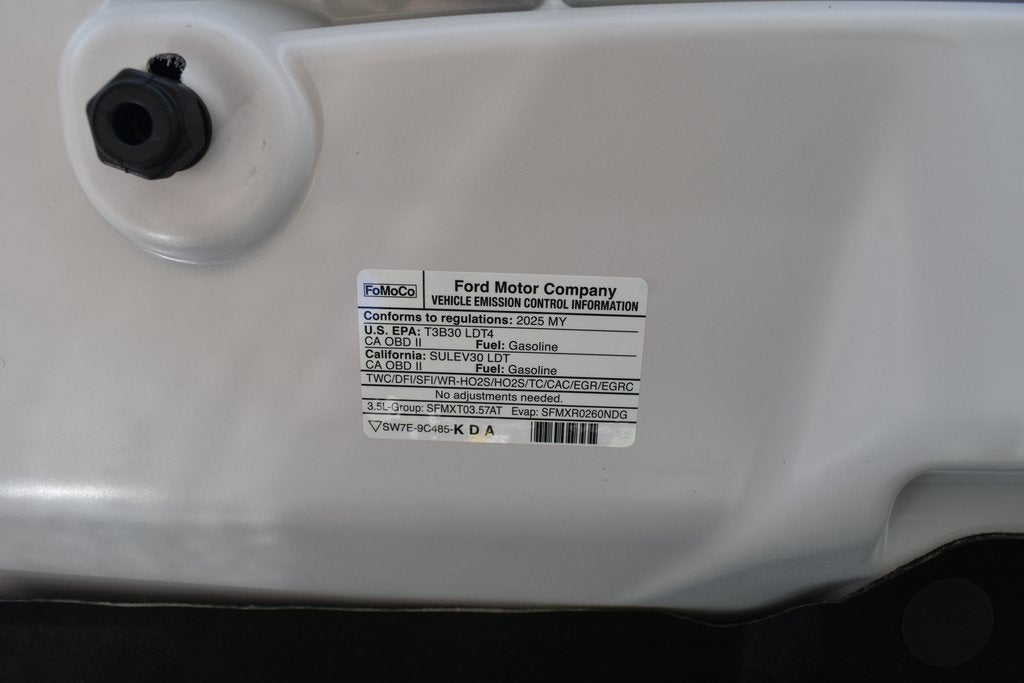 FoMoCo
Ford Motor Company
VEHICLE EMISSION CONTROL INFORMATION
Conforms to regulations: 2025 MY
U.S. EPA: T3B30 LDT4
CA OBD II Fuel: Gasoline
California: SULEV30 LDT
CA OBD II Fuel: Gasoline
TWC/DFI/SFI/WR-HO2S/HO2S/TC/CAC/EGR/EGRC
No adjustments needed.
3.5L-Group: SFMXT03.57AT Evap: SFMXR0260NDG
SW7E-9C485-K D A